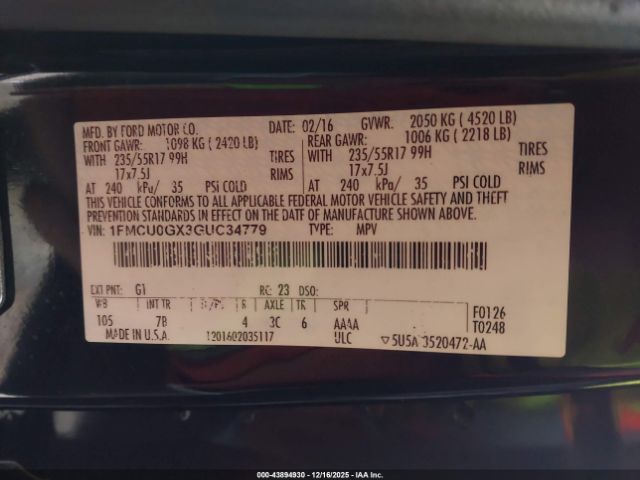 MFD. BY FORD MOTOR CO. DATE: 02/16 GVWR: 2050 KG ( 4520 LB)
FRONT GAWR: 1098 KG ( 2420 LB) REAR GAWR: 1006 KG ( 2218 LB)
WITH 235/55R17 99H TIRES WITH 235/55R17 99H TIRES
17x7.5J RIMS 17x7.5J RIMS
AT 240 kPa/ 35 PSi COLD AT 240 kPa/ 35 PSi COLD
THIS VEHICLE CONFORMS TO ALL APPLICABLE FEDERAL MOTOR VEHICLE SAFETY AND THEFT
PREVENTION STANDARDS IN EFFECT ON THE DATE OF MANUFACTURE SHOWN ABOVE.
VIN: 1FMCU0GX3GUC34779 TYPE: MPV
EXT PNT: G1 RC: 23 DSO:
WB INT TR R AXLE TR SPR
105 7B 4 3C 6 AAAA F0126
T0248
MADE IN U.S.A. 1201602035117 ULC ▽5U5A 3520472-AA
000-43894930 - 12/16/2025 - IAA Inc.